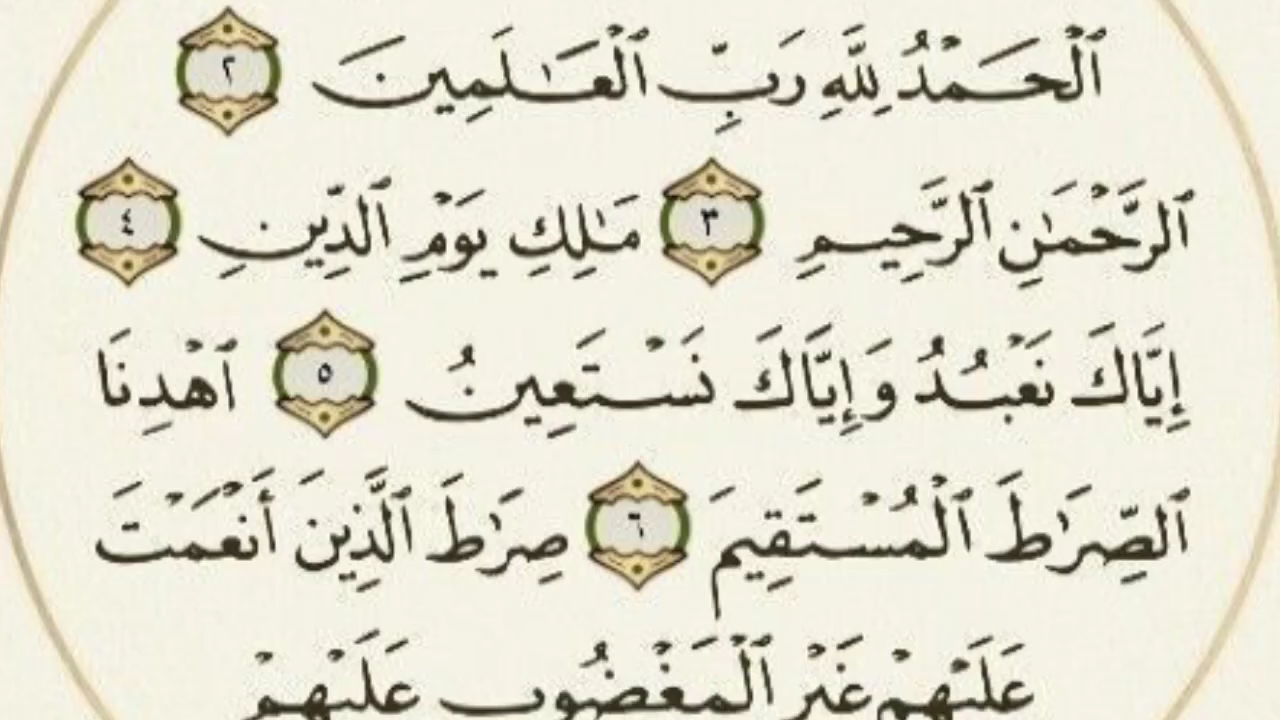 ٱلْحَمْدُ لِلَّهِ رَبِّ ٱلْعَـٰلَمِينَ ٢
ٱلرَّحْمَـٰنِ ٱلرَّحِيمِ ٣ مَـٰلِكِ يَوْمِ ٱلدِّينِ ٤
إِيَّاكَ نَعْبُدُ وَإِيَّاكَ نَسْتَعِينُ ٥ ٱهْدِنَا
ٱلصِّرَٰطَ ٱلْمُسْتَقِيمَ ٦ صِرَٰطَ ٱلَّذِينَ أَنْعَمْتَ
عَلَيْهِمْ غَيْرِ ٱلْمَغْضُوبِ عَلَيْهِمْ